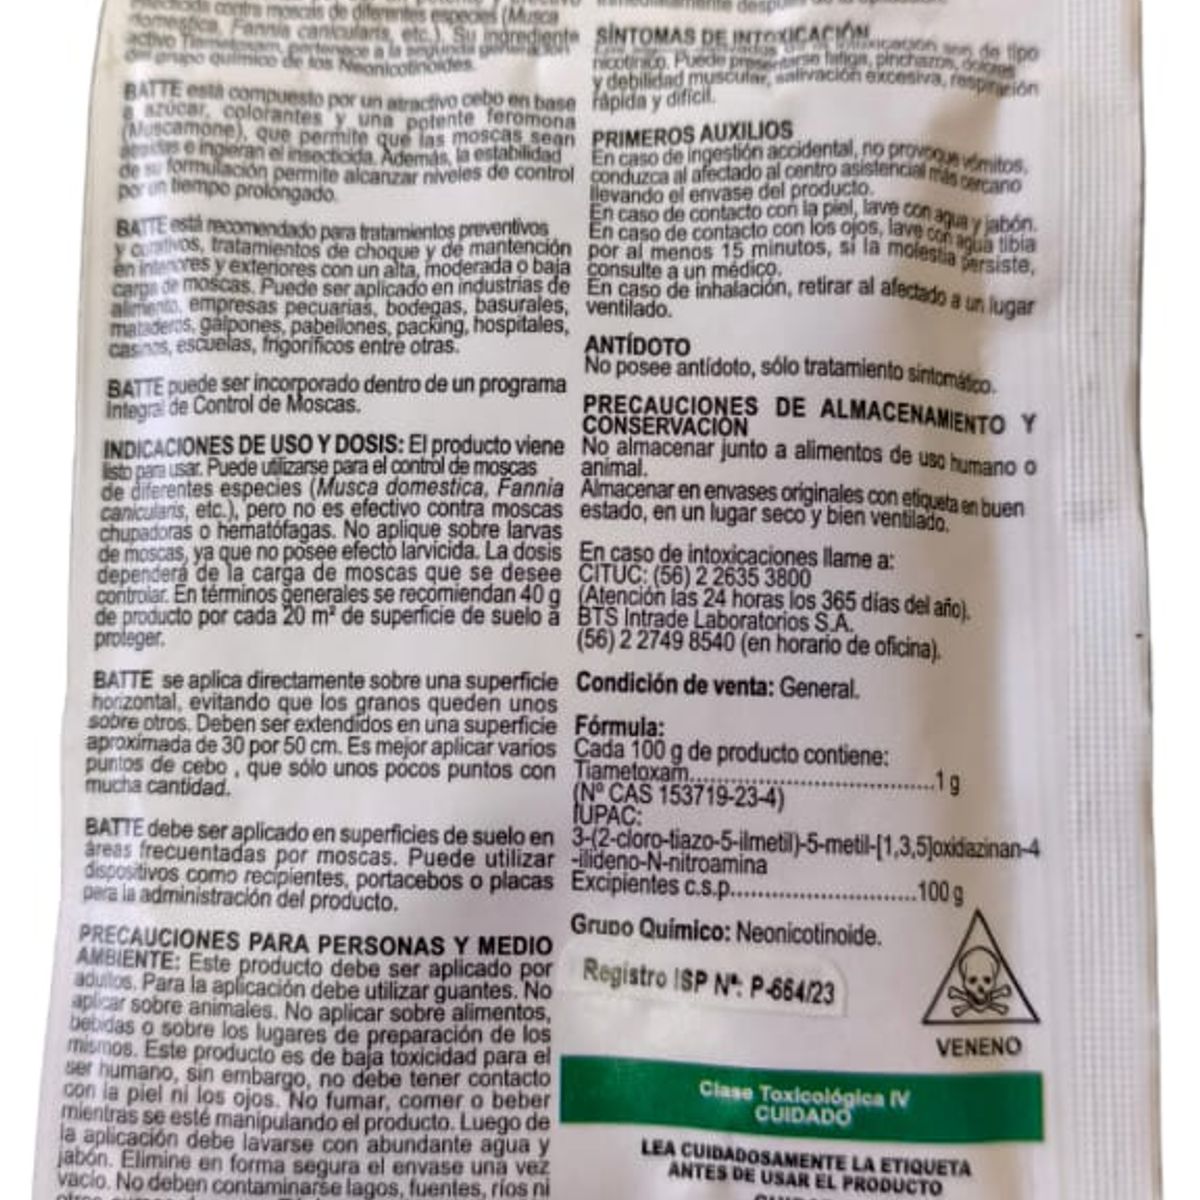 contra moscas de diferentes especies (Musca
domestica, Fannia canicularis, etc.). Su ingrediente
activo Tiametoxam, pertenece a la segunda generación
del grupo químico de los Neonicotinoides.
BATTE está compuesto por un atractivo cebo en base
a azúcar, colorantes y una potente feromona
(Muscamone), que permite que las moscas sean
atraídas e ingieran el insecticida. Además, la estabilidad
de su formulación permite alcanzar niveles de control
por un tiempo prolongado.
BATTE está recomendado para tratamientos preventivos
y curativos, tratamientos de choque y de mantención
en interiores y exteriores con un alta, moderada o baja
carga de moscas. Puede ser aplicado en industrias de
alimento, empresas pecuarias, bodegas, basurales,
mataderos, galpones, pabellones, packing, hospitales,
casinos, escuelas, frigoríficos entre otras.
BATTE puede ser incorporado dentro de un programa
Integral de Control de Moscas.
INDICACIONES DE USO Y DOSIS: El producto viene
listo para usar. Puede utilizarse para el control de moscas
de diferentes especies (Musca domestica, Fannia
canicularis, etc.), pero no es efectivo contra moscas
chupadoras o hematófagas. No aplique sobre larvas
de moscas, ya que no posee efecto larvicida. La dosis
dependerá de la carga de moscas que se desee
controlar. En términos generales se recomiendan 40 g
de producto por cada 20 m² de superficie de suelo a
proteger.
BATTE se aplica directamente sobre una superficie
horizontal, evitando que los granos queden unos
sobre otros. Deben ser extendidos en una superficie
aproximada de 30 por 50 cm. Es mejor aplicar varios
puntos de cebo , que sólo unos pocos puntos con
mucha cantidad.
BATTE debe ser aplicado en superficies de suelo en
áreas frecuentadas por moscas. Puede utilizar
dispositivos como recipientes, portacebos o placas
para la administración del producto.
PRECAUCIONES PARA PERSONAS Y MEDIO
AMBIENTE: Este producto debe ser aplicado por
adultos. Para la aplicación debe utilizar guantes. No
aplicar sobre animales. No aplicar sobre alimentos,
bebidas o sobre los lugares de preparación de los
mismos. Este producto es de baja toxicidad para el
ser humano, sin embargo, no debe tener contacto
con la piel ni los ojos. No fumar, comer o beber
mientras se esté manipulando el producto. Luego de
la aplicación debe lavarse con abundante agua y
jabón. Elimine en forma segura el envase una vez
vacío. No deben contaminarse lagos, fuentes, ríos ni
SÍNTOMAS DE INTOXICACIÓN
intoxicación son de tipo
nicotínico. Puede presentarse fatiga, pinchazos, dolores
y debilidad muscular, salivación excesiva, respiración
rápida y difícil.
PRIMEROS AUXILIOS
En caso de ingestión accidental, no provoque vómitos,
conduzca al afectado al centro asistencial más cercano
llevando el envase del producto.
En caso de contacto con la piel, lave con agua y jabón.
En caso de contacto con los ojos, lave con agua tibia
por al menos 15 minutos, si la molestia persiste,
consulte a un médico.
En caso de inhalación, retirar al afectado a un lugar
ventilado.
ANTÍDOTO
No posee antídoto, sólo tratamiento sintomático.
PRECAUCIONES DE ALMACENAMIENTO Y
CONSERVACIÓN
No almacenar junto a alimentos de uso humano o
animal.
Almacenar en envases originales con etiqueta en buen
estado, en un lugar seco y bien ventilado.
En caso de intoxicaciones llame a:
CITUC: (56) 2 2635 3800
(Atención las 24 horas los 365 días del año).
BTS Intrade Laboratorios S.A.
(56) 2 2749 8540 (en horario de oficina).
Condición de venta: General.
Fórmula:
Cada 100 g de producto contiene:
Tiametoxam..............................1 g
(Nº CAS 153719-23-4)
IUPAC:
3-(2-cloro-tiazo-5-ilmetil)-5-metil-[1,3,5]oxidiazinan-4
-ilideno-N-nitroamina
Excipientes c.s.p......................100 g
Grupo Químico: Neonicotinoide.
Registro ISP Nº: P-664/23
VENENO
Clase Toxicológica IV
CUIDADO
LEA CUIDADOSAMENTE LA ETIQUETA
ANTES DE USAR EL PRODUCTO